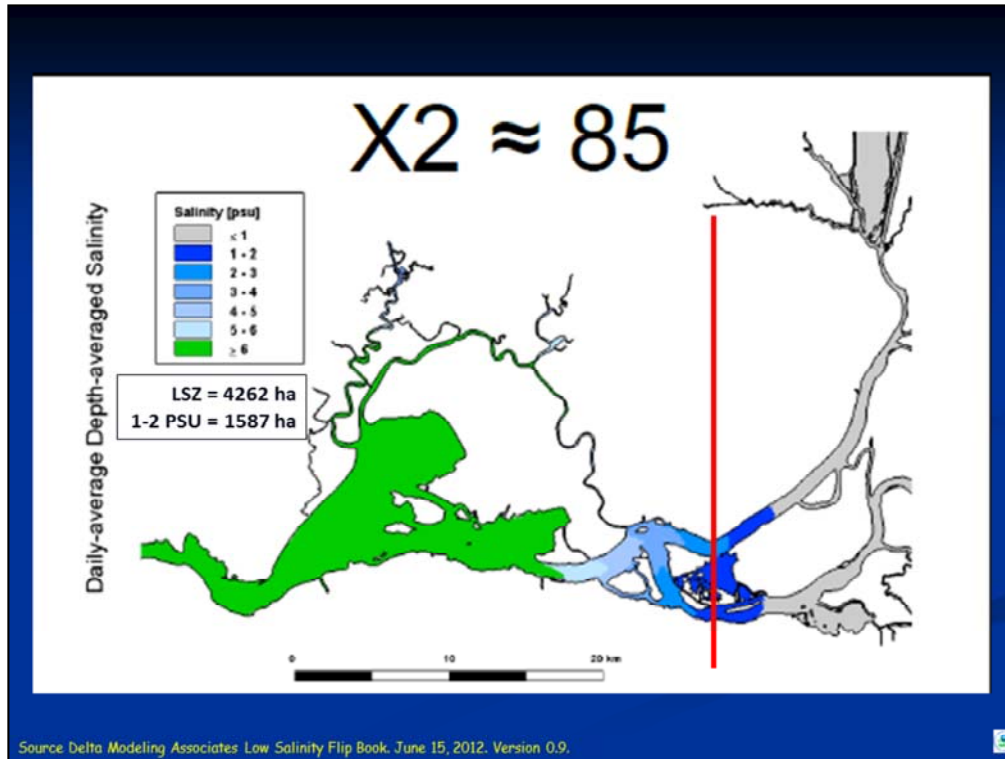 X2 ≈ 85
Daily-average Depth-averaged Salinity
Salinity [psu]
≤ 1
1 - 2
2 - 3
3 - 4
4 - 5
5 - 6
≥ 6
LSZ = 4262 ha
1-2 PSU = 1587 ha
0 10 20 km
Source Delta Modeling Associates Low Salinity Flip Book. June 15, 2012. Version 0.9.